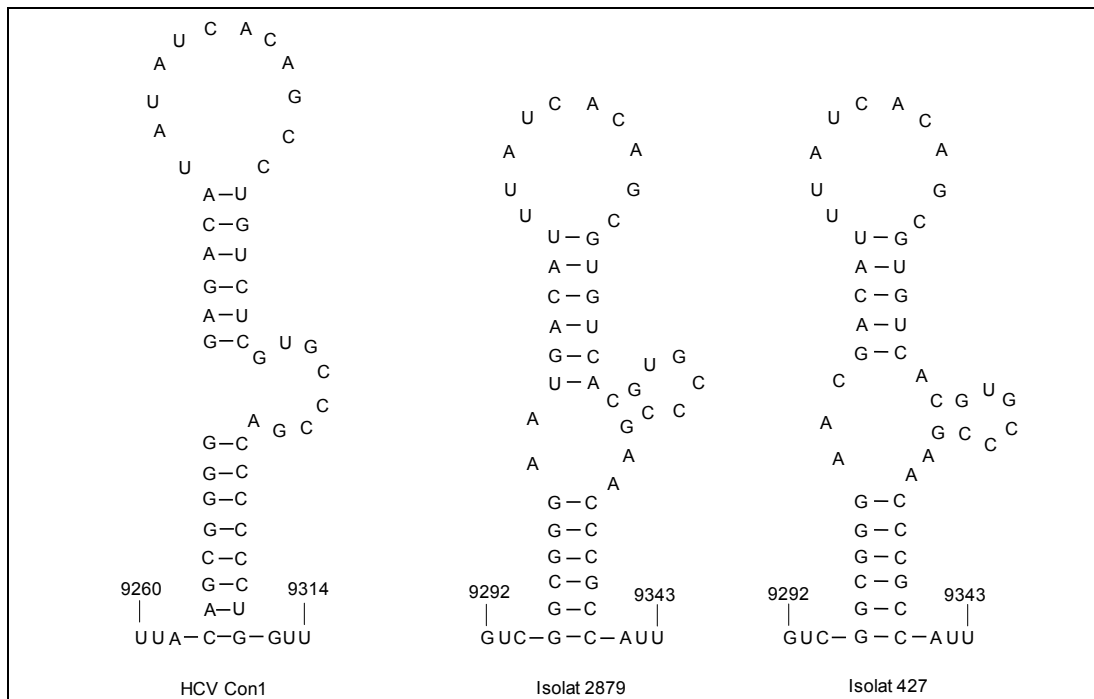 U A U A U C A C A G C C
A–U
C–G
A–U
G–C
A–U
G–C
G U G C C C G A
G–C
G–C
G–C
G–C
C–C
G–C
A–U
9260
9314
UUA–C–G–GUU
HCV Con1
U U A U C A C A G C
U–G
A–U
C–G
A–U
G–C
U–A
A A
C G U G C C C G A A
G–C
G–C
G–C
C–G
G–C
9292
9343
GUC–G–C–AUU
Isolat 2879
U U A U C A C A G C
U–G
A–U
C–G
A–U
G–C
C A A
A C G U G C C C G A A
G–C
G–C
G–C
C–G
G–C
9292
9343
GUC–G–C–AUU
Isolat 427